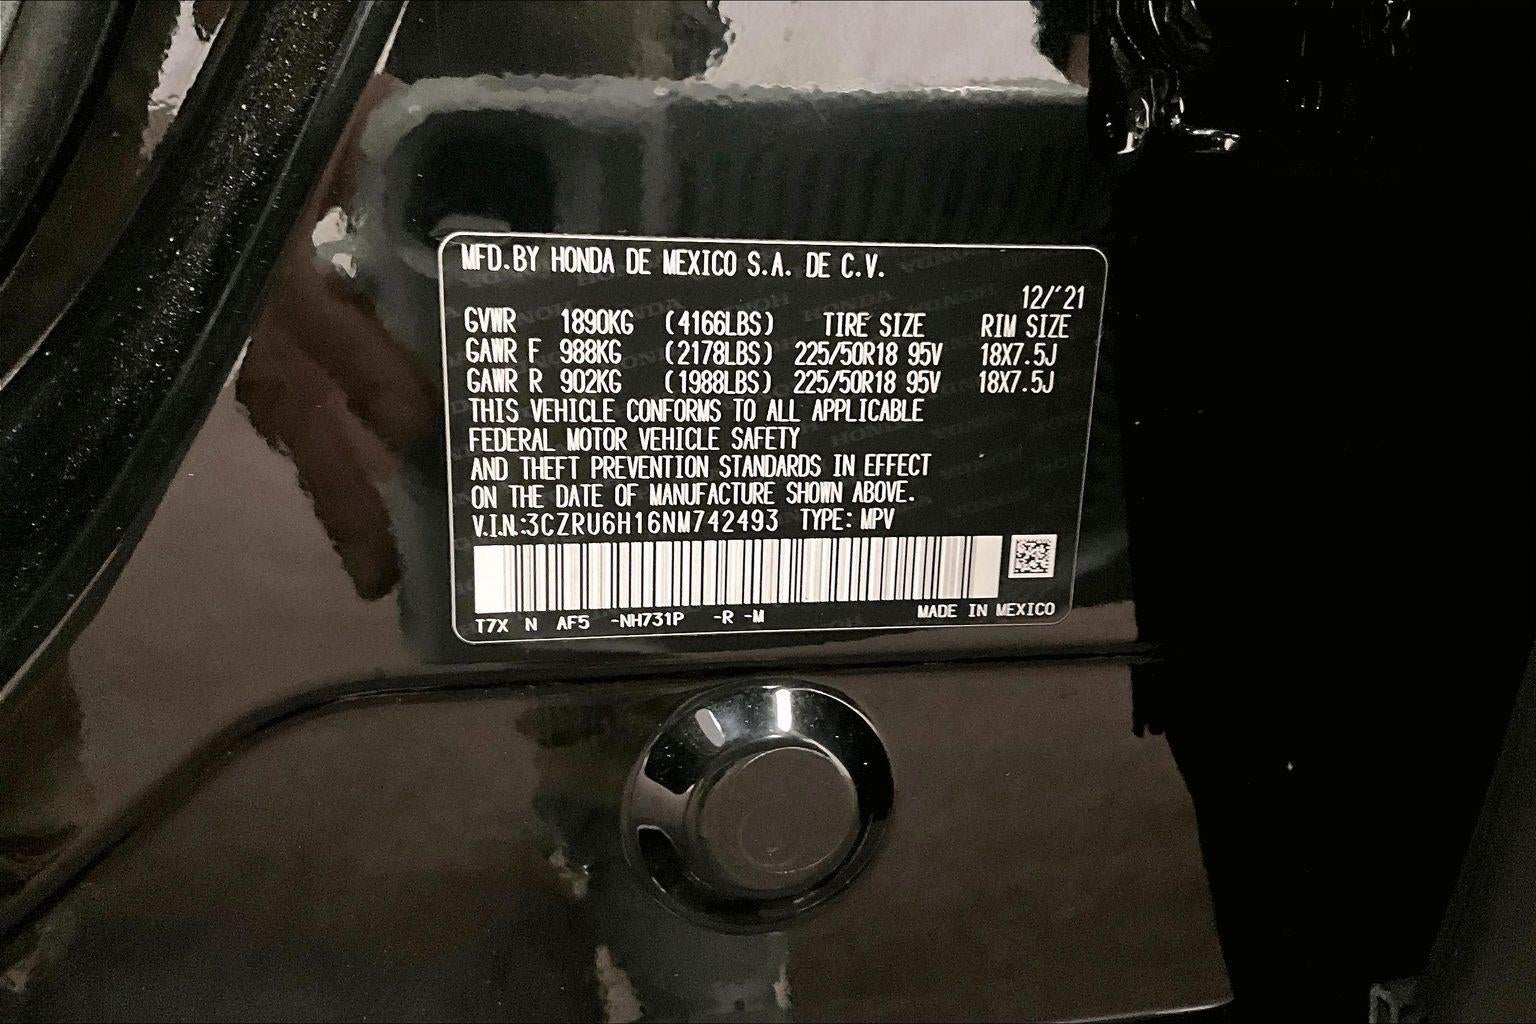 MFD.BY HONDA DE MEXICO S.A. DE C.V.
12/'21
GVWR 1890KG (4166LBS) TIRE SIZE RIM SIZE
GAWR F 988KG (2178LBS) 225/50R18 95V 18X7.5J
GAWR R 902KG (1988LBS) 225/50R18 95V 18X7.5J
THIS VEHICLE CONFORMS TO ALL APPLICABLE
FEDERAL MOTOR VEHICLE SAFETY
AND THEFT PREVENTION STANDARDS IN EFFECT
ON THE DATE OF MANUFACTURE SHOWN ABOVE.
V.I.N.:3CZRU6H16NM742493 TYPE: MPV
T7X N AF5 -NH731P -R -M MADE IN MEXICO